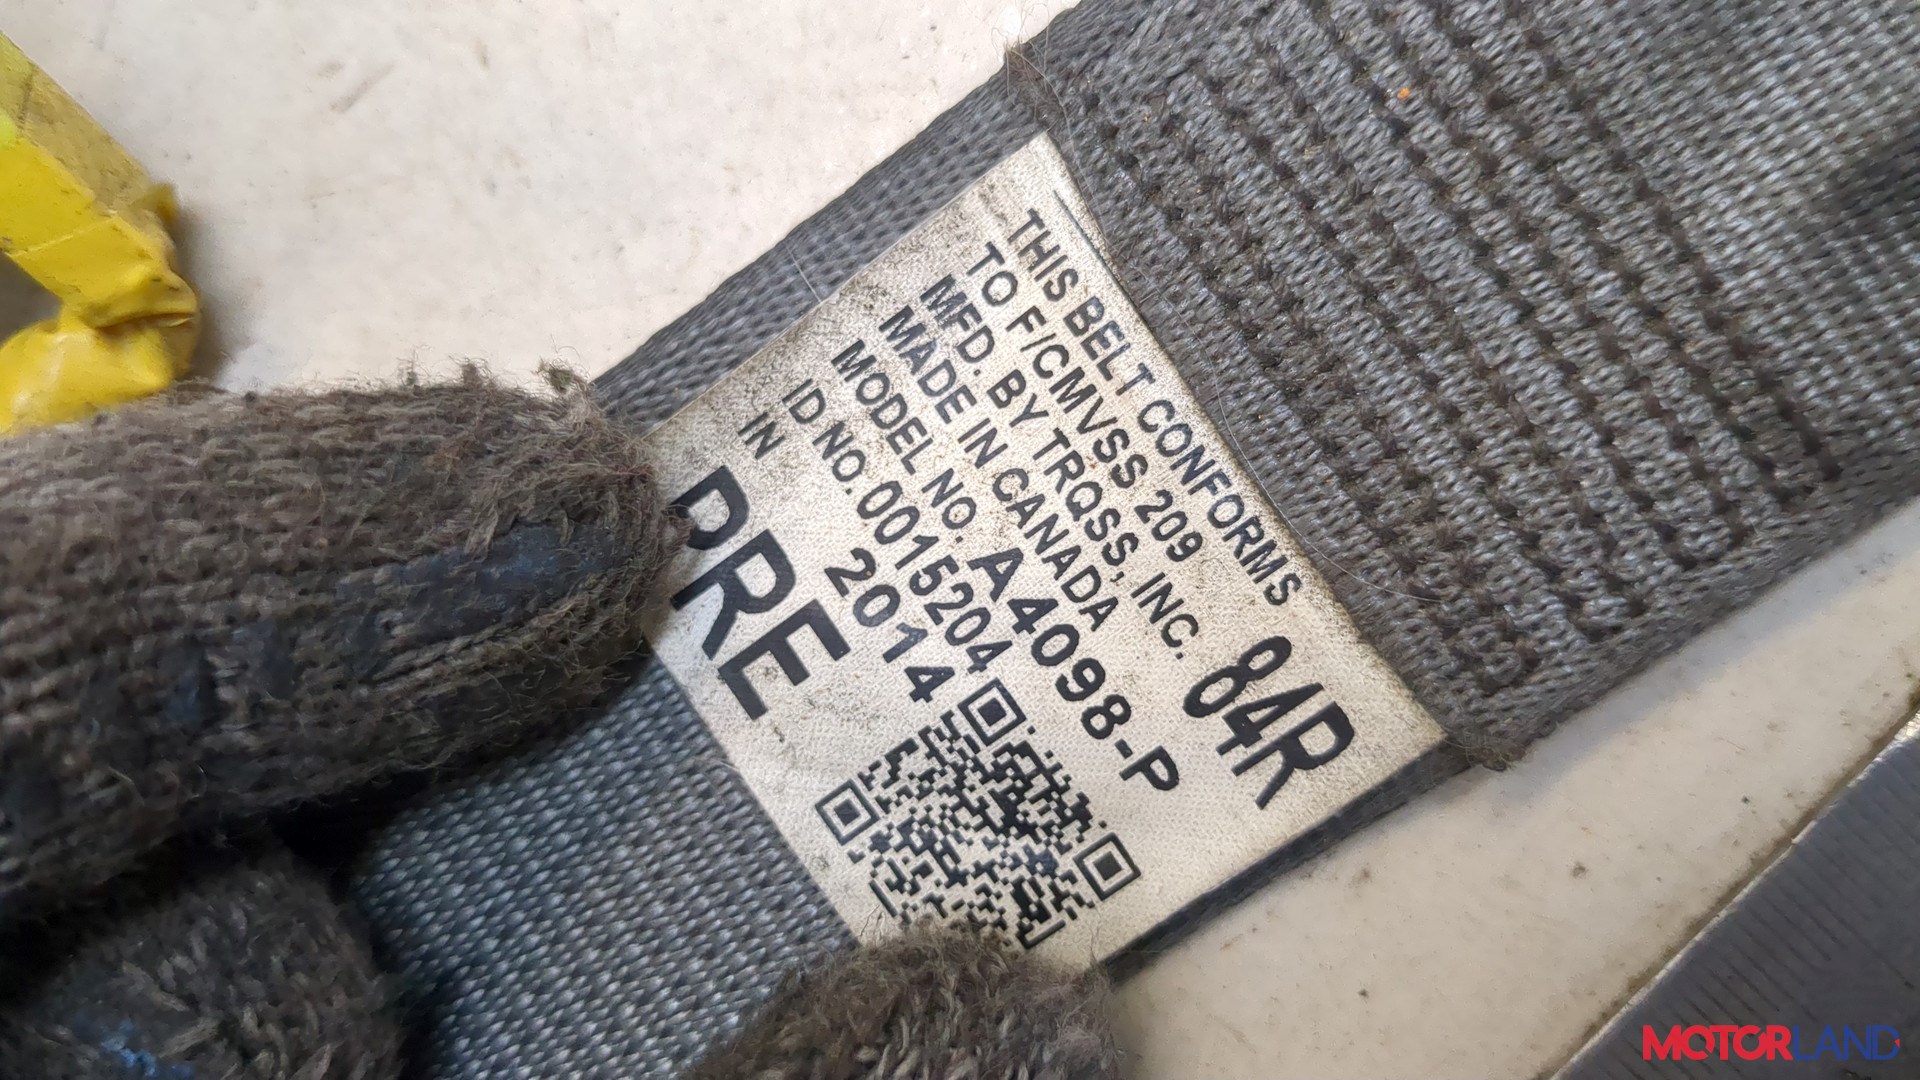 THIS BELT CONFORMS
TO F/CMVSS 209
MFD. BY TRQSS, INC. 84R
MADE IN CANADA
MODEL NO. A4098-P
ID NO. 0015204
IN 2014
PRE
MOTORLAND